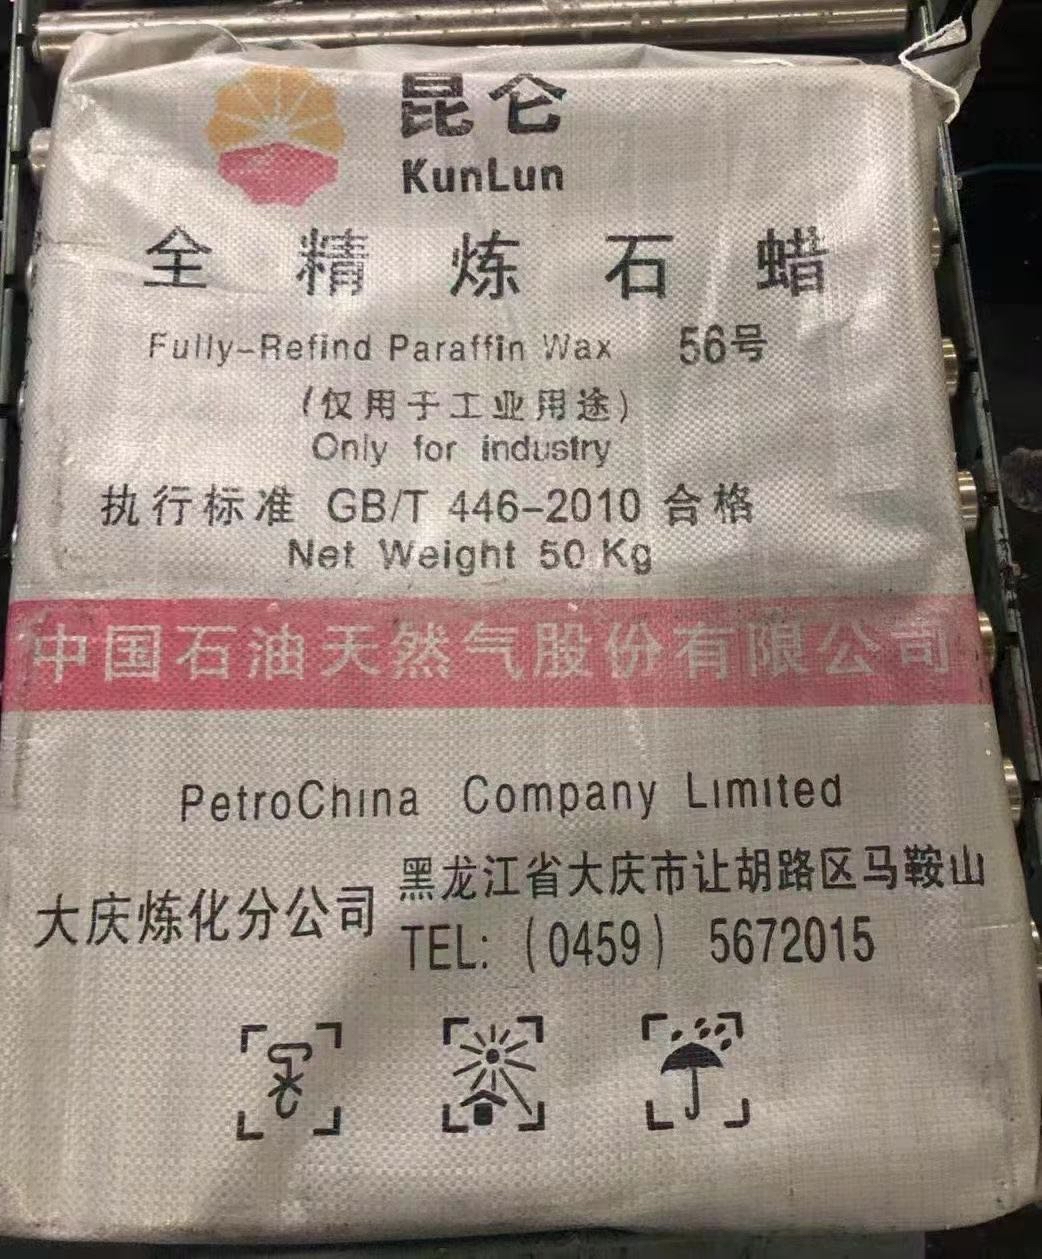 昆仑
KunLun
全精炼石蜡
Fully-Refind Paraffin Wax 56号
(仅用于工业用途)
Only for industry
执行标准 GB/T 446-2010 合格
Net Weight 50 Kg
中国石油天然气股份有限公司
PetroChina Company Limited
大庆炼化分公司
黑龙江省大庆市让胡路区马鞍山
TEL: (0459) 5672015